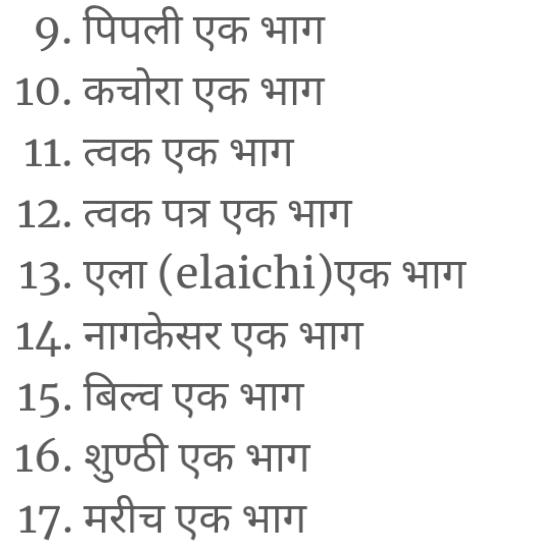 9. पिपली एक भाग
10. कचोरा एक भाग
11. त्वक एक भाग
12. त्वक पत्र एक भाग
13. एला (elaichi)एक भाग
14. नागकेसर एक भाग
15. बिल्व एक भाग
16. शुण्ठी एक भाग
17. मरीच एक भाग